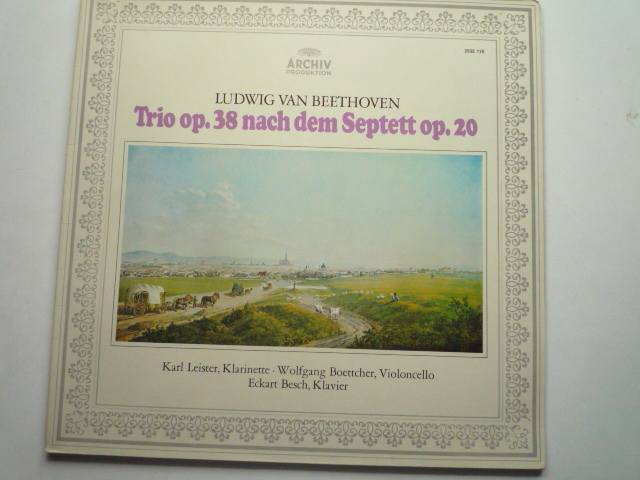 ARCHIV
PRODUKTION
LUDWIG VAN BEETHOVEN
Trio op. 38 nach dem Septett op. 20
Karl Leister, Klarinette · Wolfgang Boettcher, Violoncello
Eckart Besch, Klavier